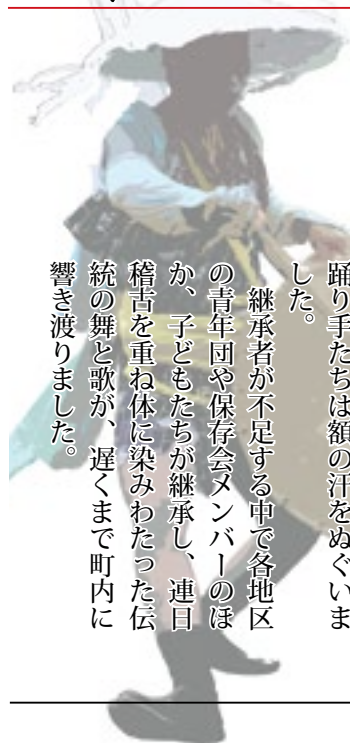 踊り手たちは額の汗をぬぐいま
した。
　継承者が不足する中で各地区
の青年団や保存会メンバーのほ
か、子どもたちが継承し、連日
稽古を重ね体に染みわたった伝
統の舞と歌が、遅くまで町内に
響き渡りました。